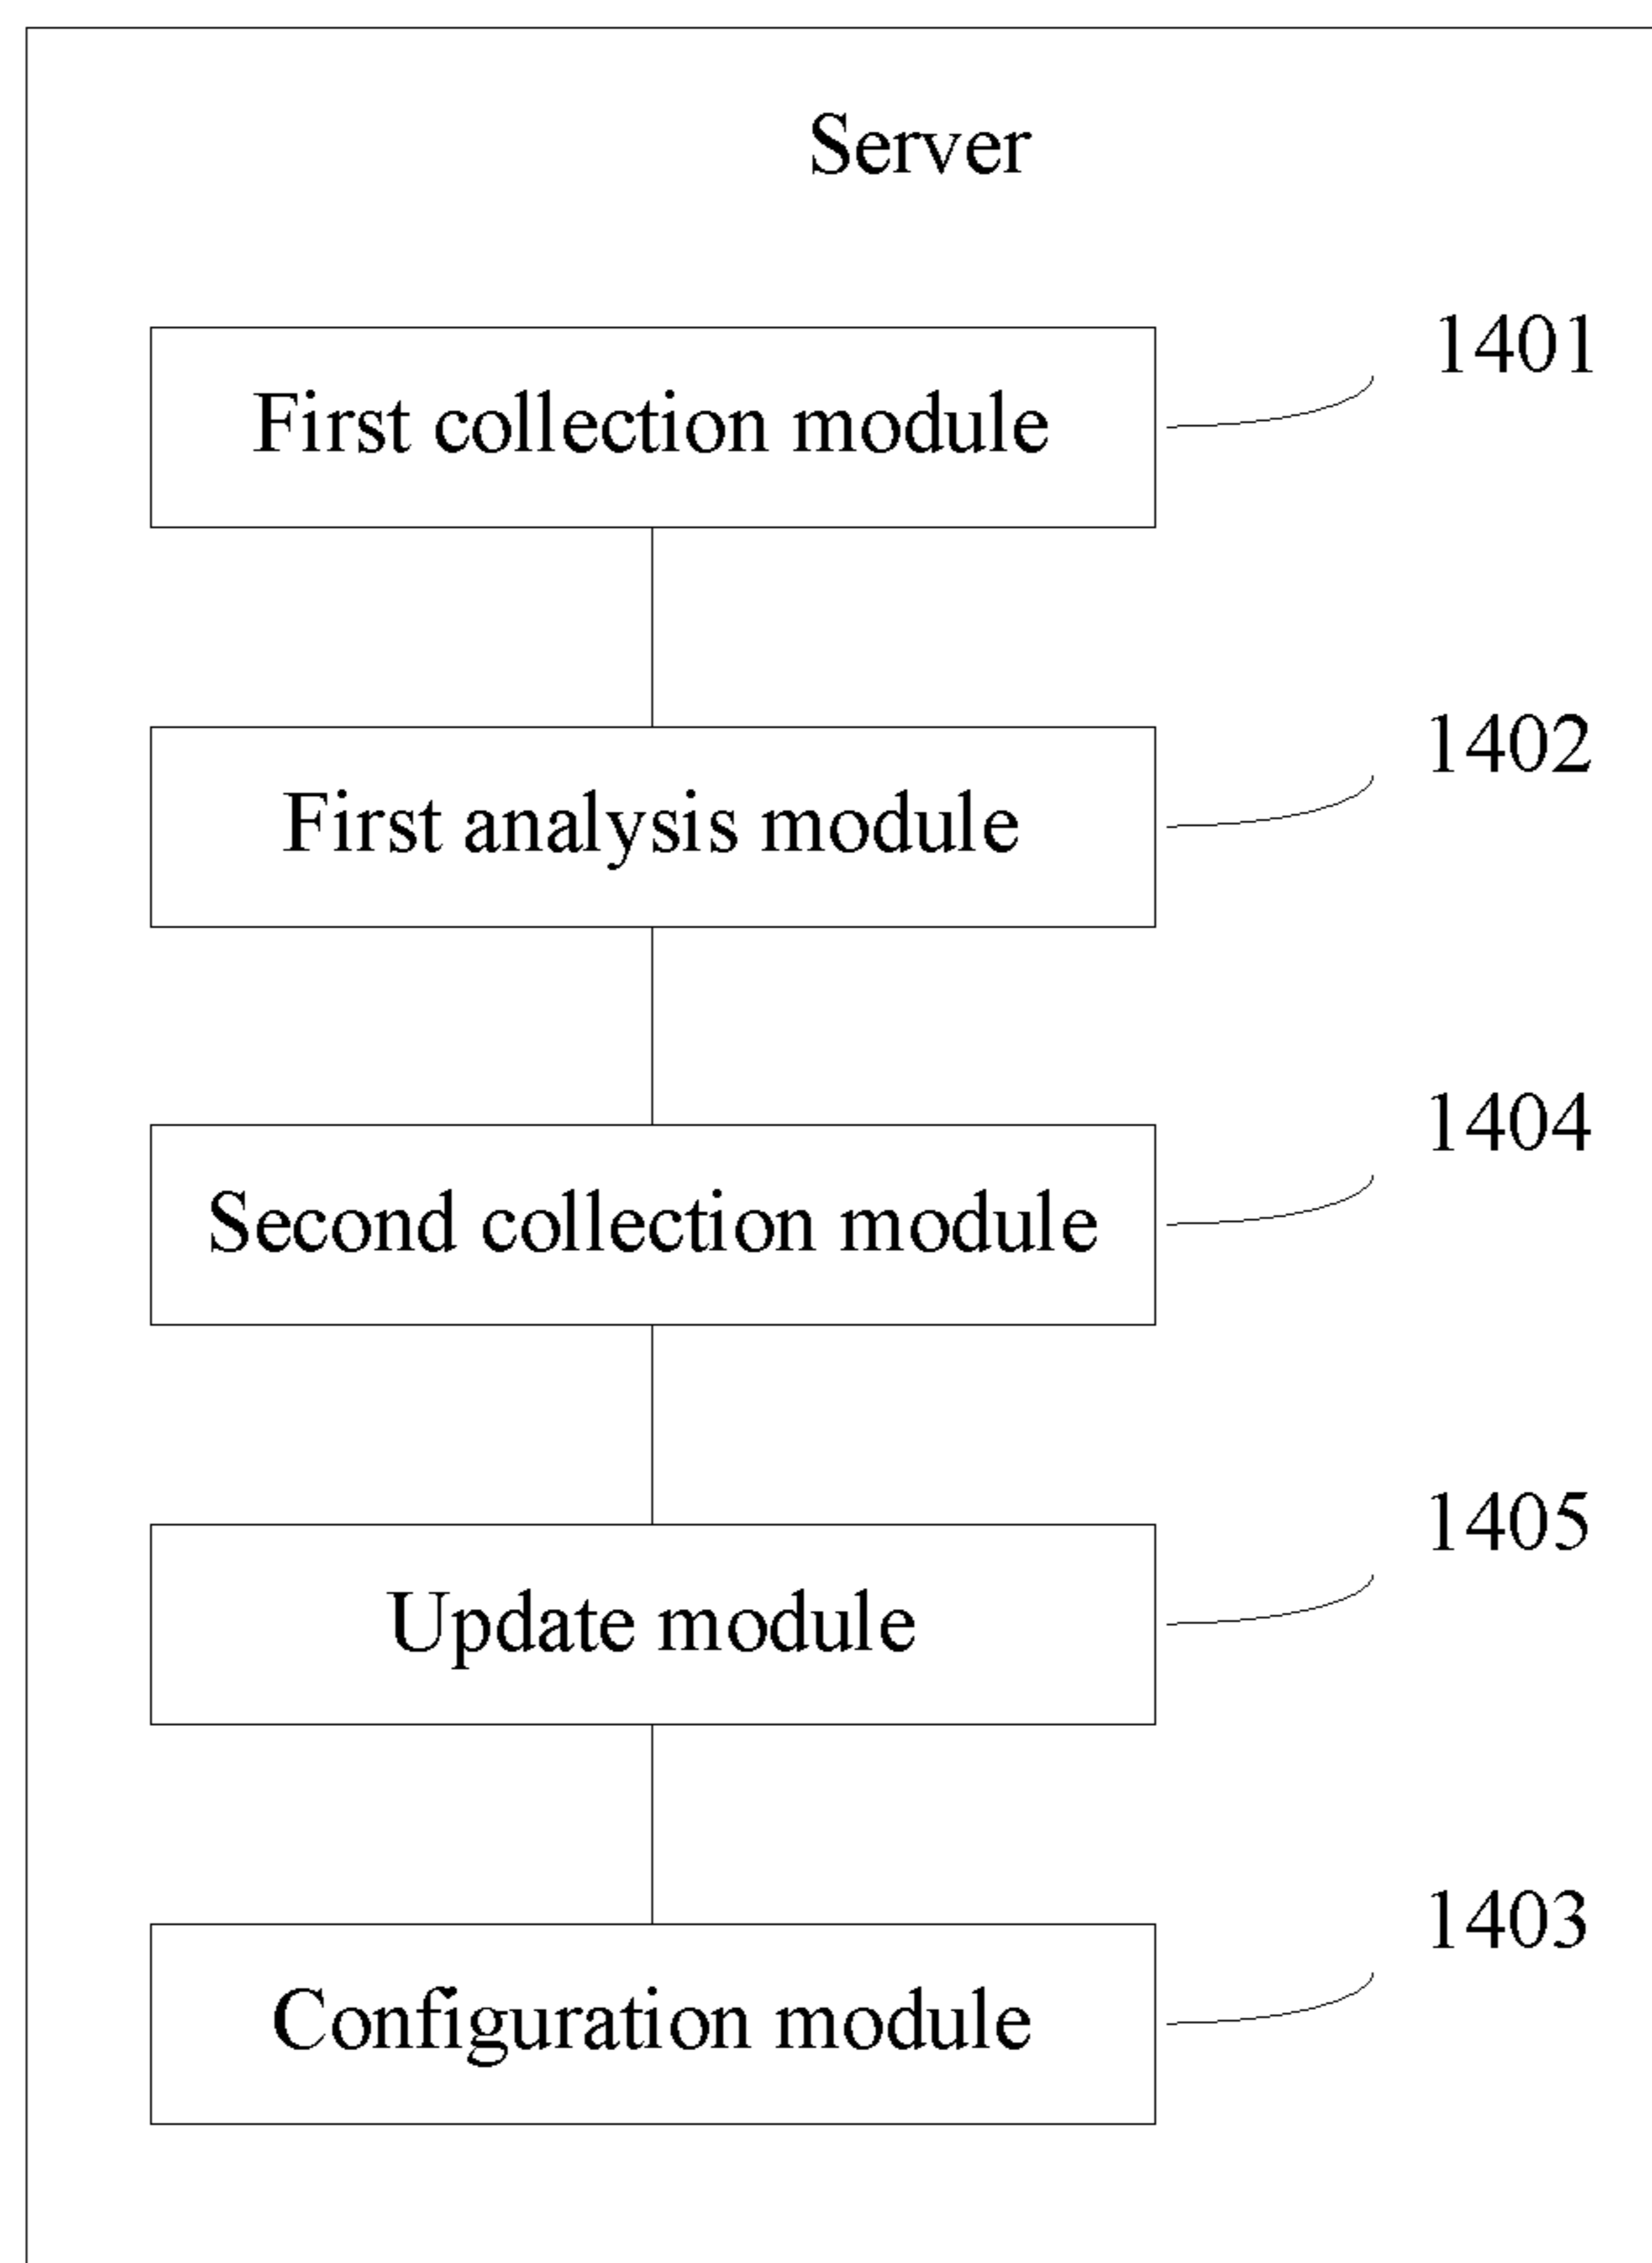 Server
1401
First collection module
1402
First analysis module
1404
Second collection module
1405
Update module
1403
Configuration module